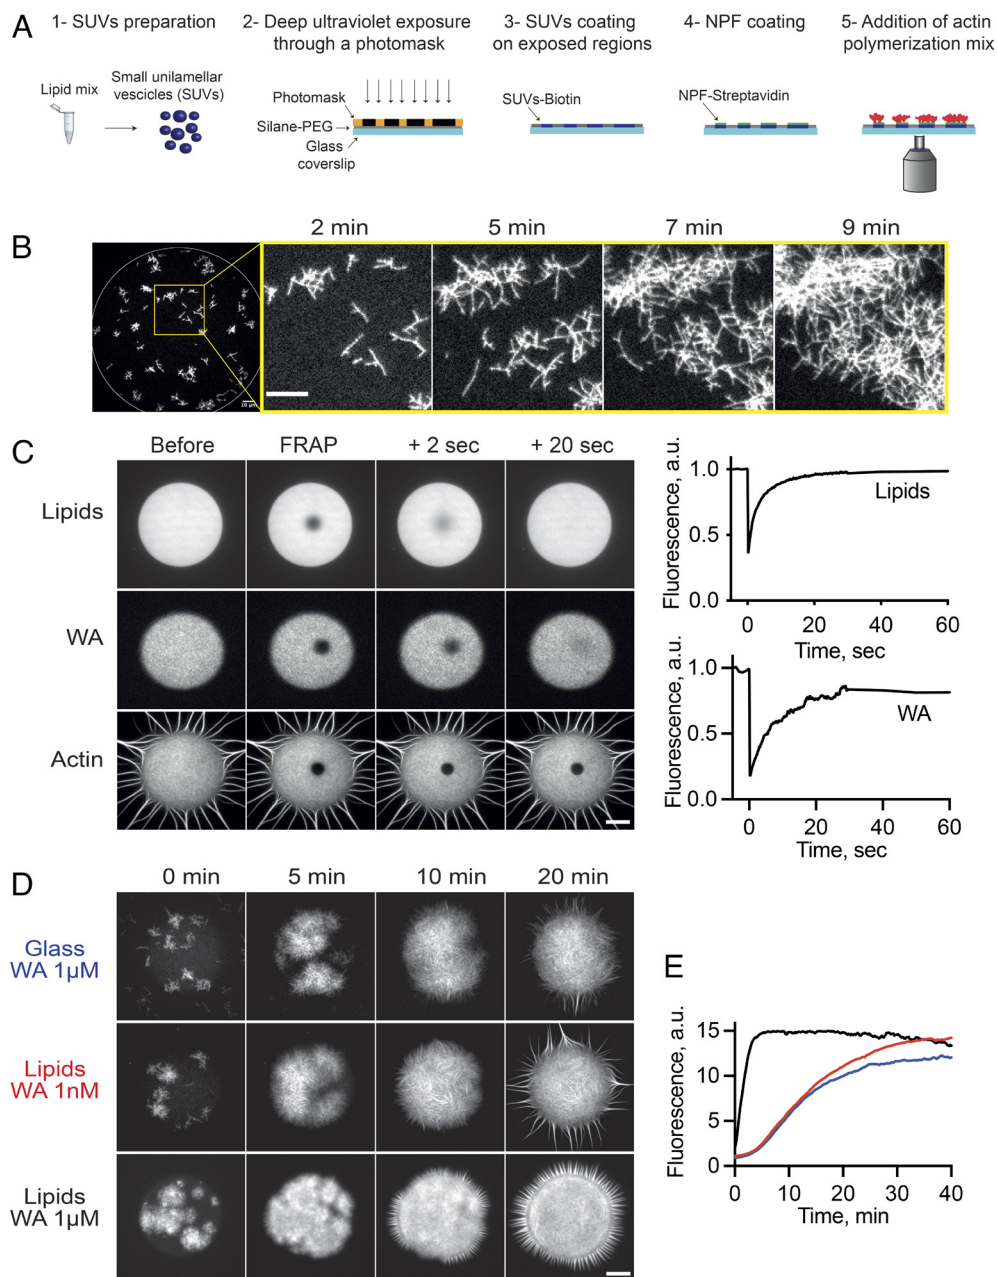 A
1- SUVs preparation
2- Deep ultraviolet exposure
through a photomask
3- SUVs coating
on exposed regions
4- NPF coating
5- Addition of actin
polymerization mix
Lipid mix
Small unilamellar
vescicles (SUVs)
Photomask
Silane-PEG
Glass
coverslip
SUVs-Biotin
NPF-Streptavidin
B
2 min
5 min
7 min
9 min
10 µm
C
Before
FRAP
+ 2 sec
+ 20 sec
Lipids
WA
Actin
Fluorescence, a.u.
1.0
0.5
0.0
Lipids
0
20
40
60
Time, sec
Fluorescence, a.u.
1.0
0.5
0.0
WA
0
20
40
60
Time, sec
D
0 min
5 min
10 min
20 min
Glass
WA 1µM
Lipids
WA 1nM
Lipids
WA 1µM
E
Fluorescence, a.u.
15
10
5
0
0
10
20
30
40
Time, min